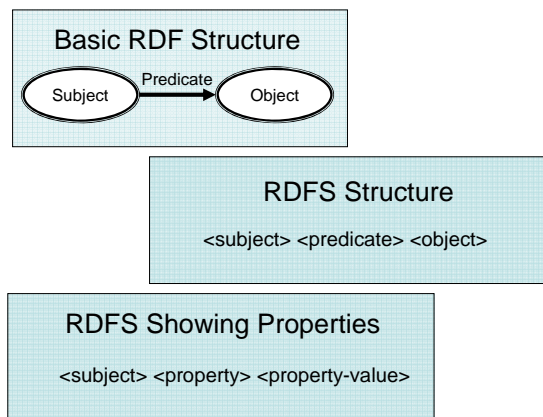 Basic RDF Structure
Predicate
Subject
Object
RDFS Structure
<subject> <predicate> <object>
RDFS Showing Properties
<subject> <property> <property-value>